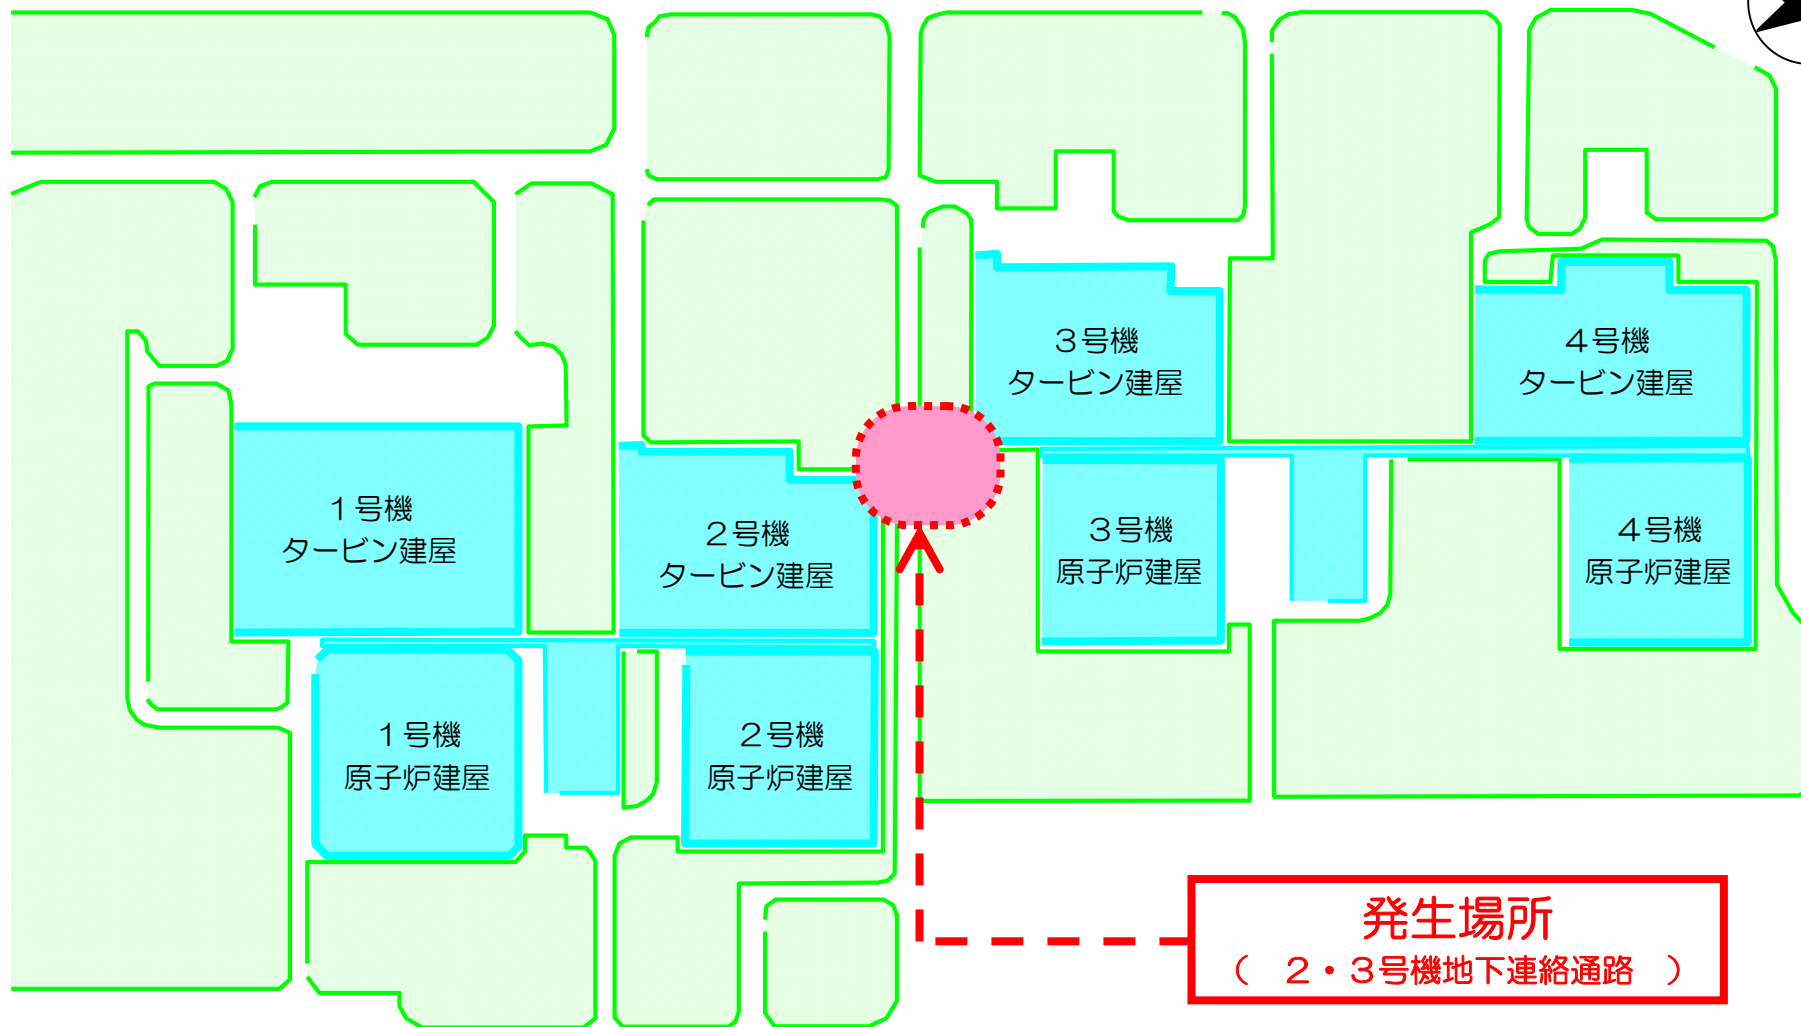 3号機
タービン建屋
4号機
タービン建屋
1号機
タービン建屋
2号機
タービン建屋
3号機
原子炉建屋
4号機
原子炉建屋
1号機
原子炉建屋
2号機
原子炉建屋
発生場所
（　2・3号機地下連絡通路　）